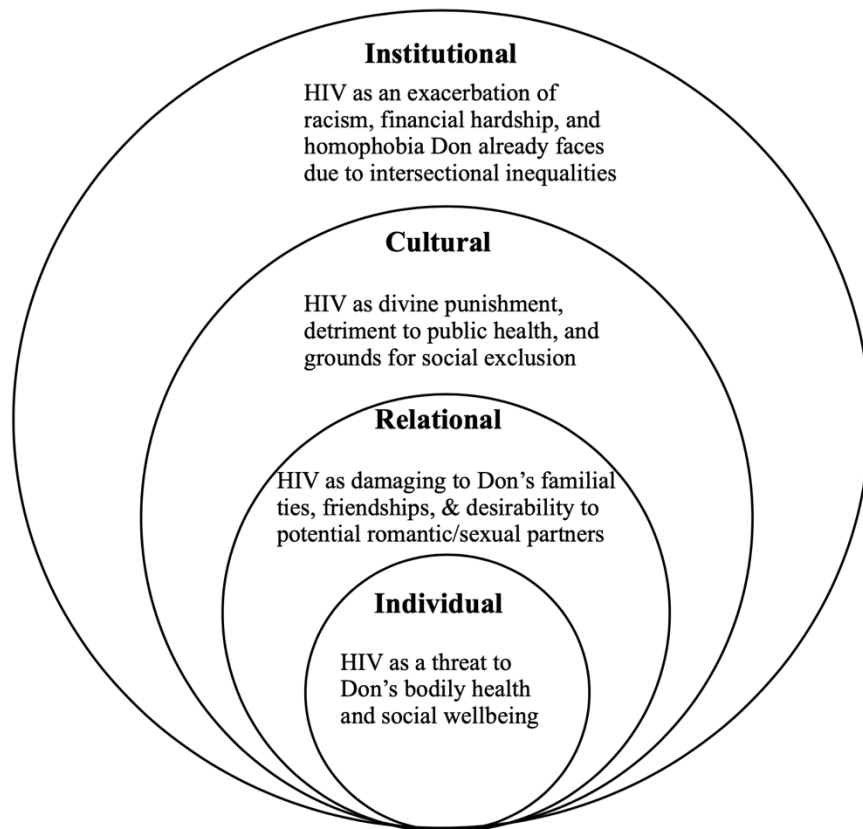 Institutional
HIV as an exacerbation of
racism, financial hardship, and
homophobia Don already faces
due to intersectional inequalities
Cultural
HIV as divine punishment,
detriment to public health, and
grounds for social exclusion
Relational
HIV as damaging to Don’s familial
ties, friendships, & desirability to
potential romantic/sexual partners
Individual
HIV as a threat to
Don’s bodily health
and social wellbeing